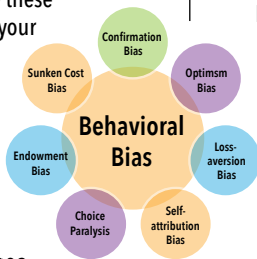 these
your
Confirmation
Bias
Sunken Cost
Bias
Optimsm
Bias
Behavioral
Bias
Endowment
Bias
Loss-
aversion
Bias
Choice
Paralysis
Self-
attribution
Bias